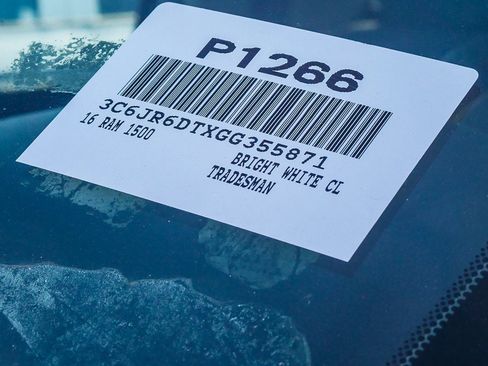 P1266
3C6JR6DTXGG355871
16 RAM 1500
BRIGHT WHITE CL
TRADESMAN